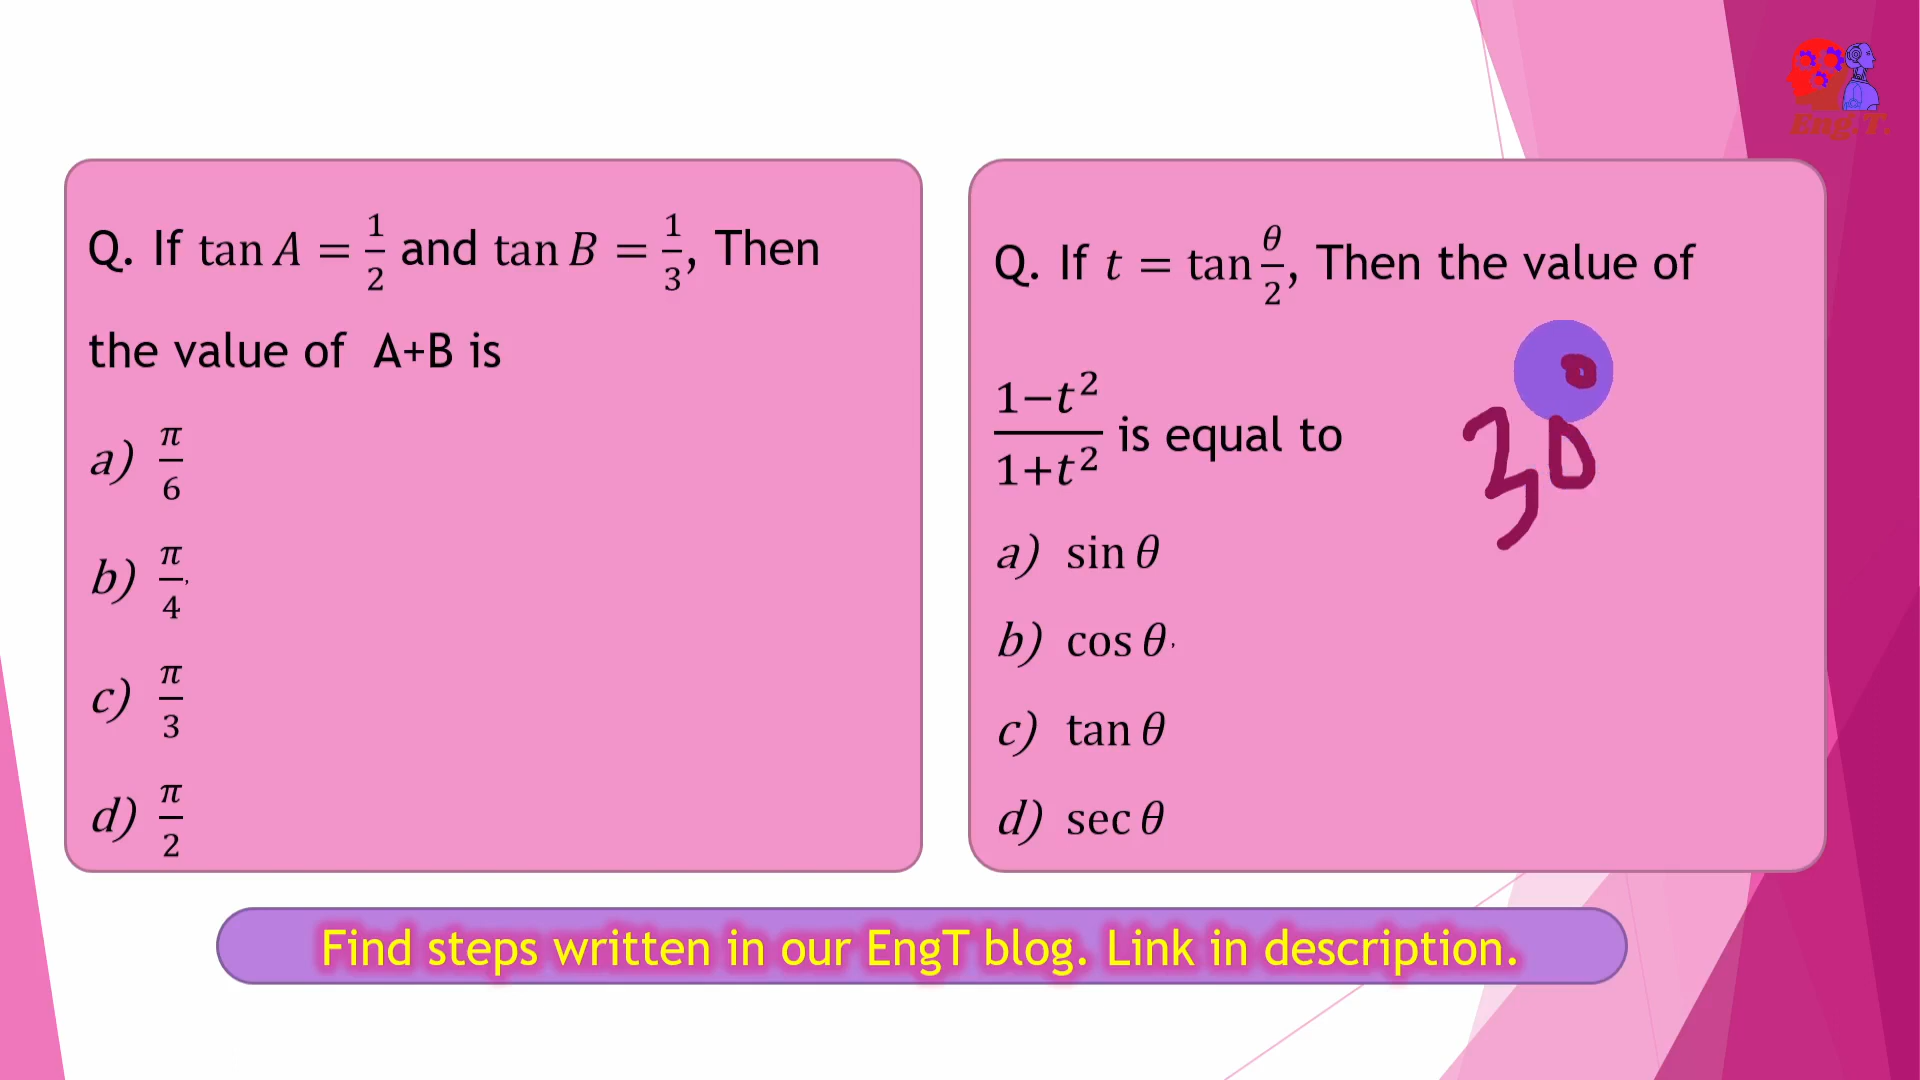 Eng.T.
Q. If tan A = 1/2 and tan B = 1/3, Then
the value of A+B is
a) π/6
b) π/4,
c) π/3
d) π/2
Q. If t = tan θ/2, Then the value of
(1−t²)/(1+t²) is equal to
30°
a) sin θ
b) cos θ,
c) tan θ
d) sec θ
Find steps written in our EngT blog. Link in description.